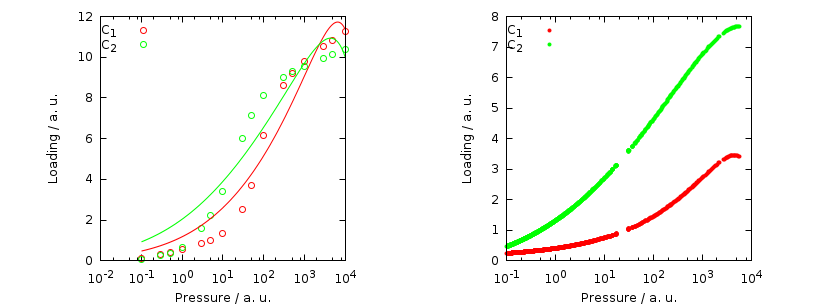 12
10
8
6
4
2
0
Loading / a. u.
C₁
C₂
10⁻² 10⁻¹ 10⁰ 10¹ 10² 10³ 10⁴
Pressure / a. u.
8
7
6
5
4
3
2
1
0
Loading / a. u.
C₁
C₂
10⁻¹ 10⁰ 10¹ 10² 10³ 10⁴
Pressure / a. u.